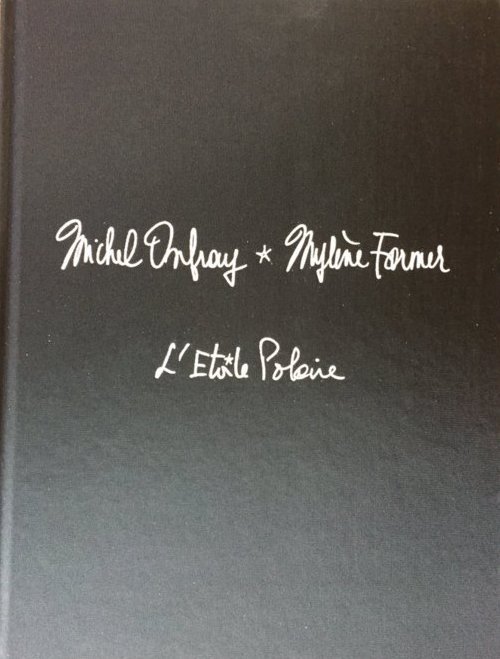 Michel Onfray * Mylène Farmer
L'Etoile Polaire